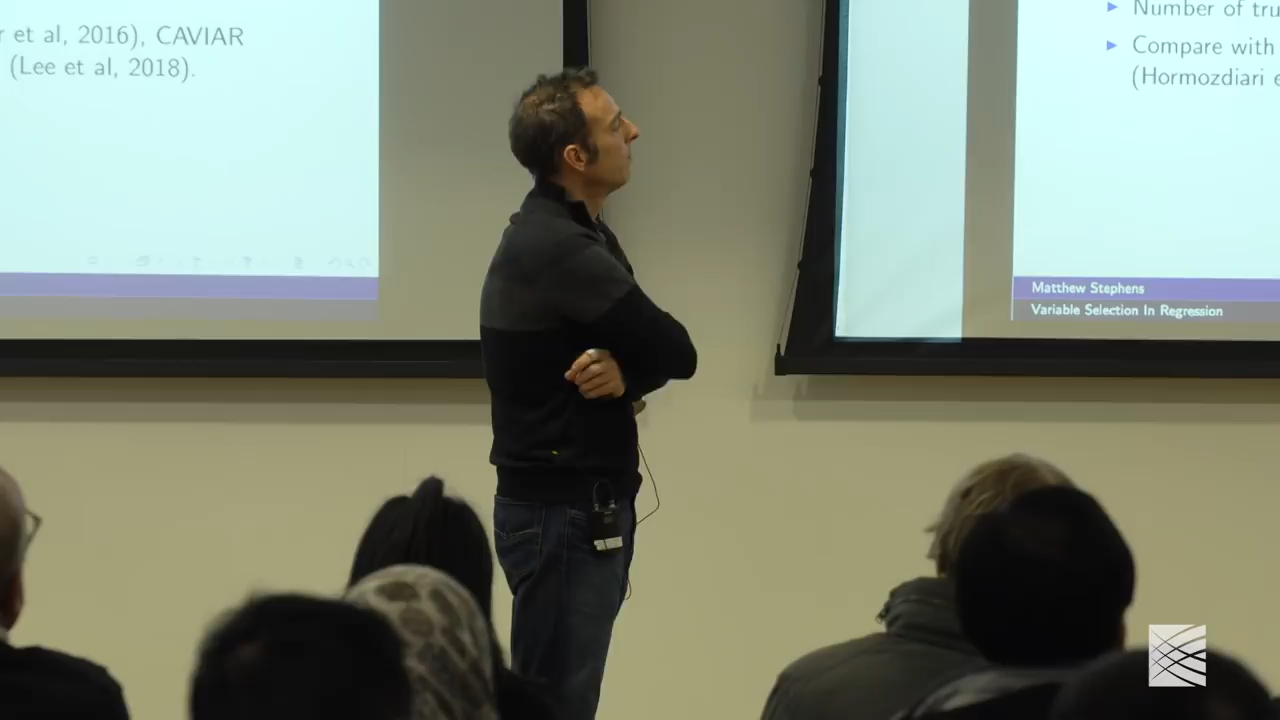 r et al, 2016), CAVIAR
(Lee et al, 2018).
Number of tru
Compare with
(Hormozdiari e
Matthew Stephens
Variable Selection In Regression